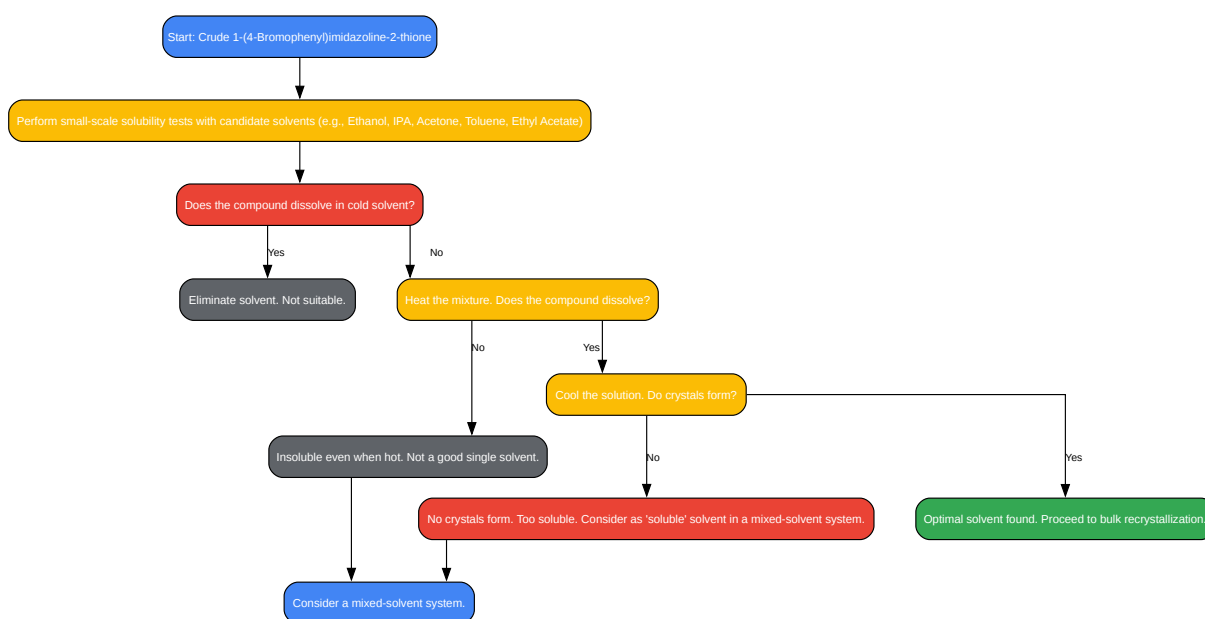 Start: Crude 1-(4-Bromophenyl)imidazoline-2-thione
Perform small-scale solubility tests with candidate solvents (e.g., Ethanol, IPA, Acetone, Toluene, Ethyl Acetate)
Does the compound dissolve in cold solvent?
Yes
No
Eliminate solvent. Not suitable.
Heat the mixture. Does the compound dissolve?
No
Yes
Cool the solution. Do crystals form?
Insoluble even when hot. Not a good single solvent.
No
Yes
No crystals form. Too soluble. Consider as 'soluble' solvent in a mixed-solvent system.
Optimal solvent found. Proceed to bulk recrystallization.
Consider a mixed-solvent system.